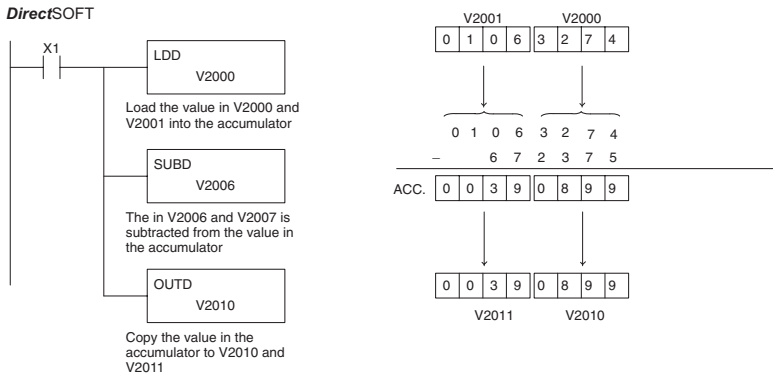 DirectSOFT
X1
LDD
V2000
Load the value in V2000 and
V2001 into the accumulator
SUBD
V2006
The in V2006 and V2007 is
subtracted from the value in
the accumulator
OUTD
V2010
Copy the value in the
accumulator to V2010 and
V2011
V2001 V2000
0 1 0 6 3 2 7 4
0 1 0 6 3 2 7 4
– 6 7 2 3 7 5
ACC. 0 0 3 9 0 8 9 9
0 0 3 9 0 8 9 9
V2011 V2010